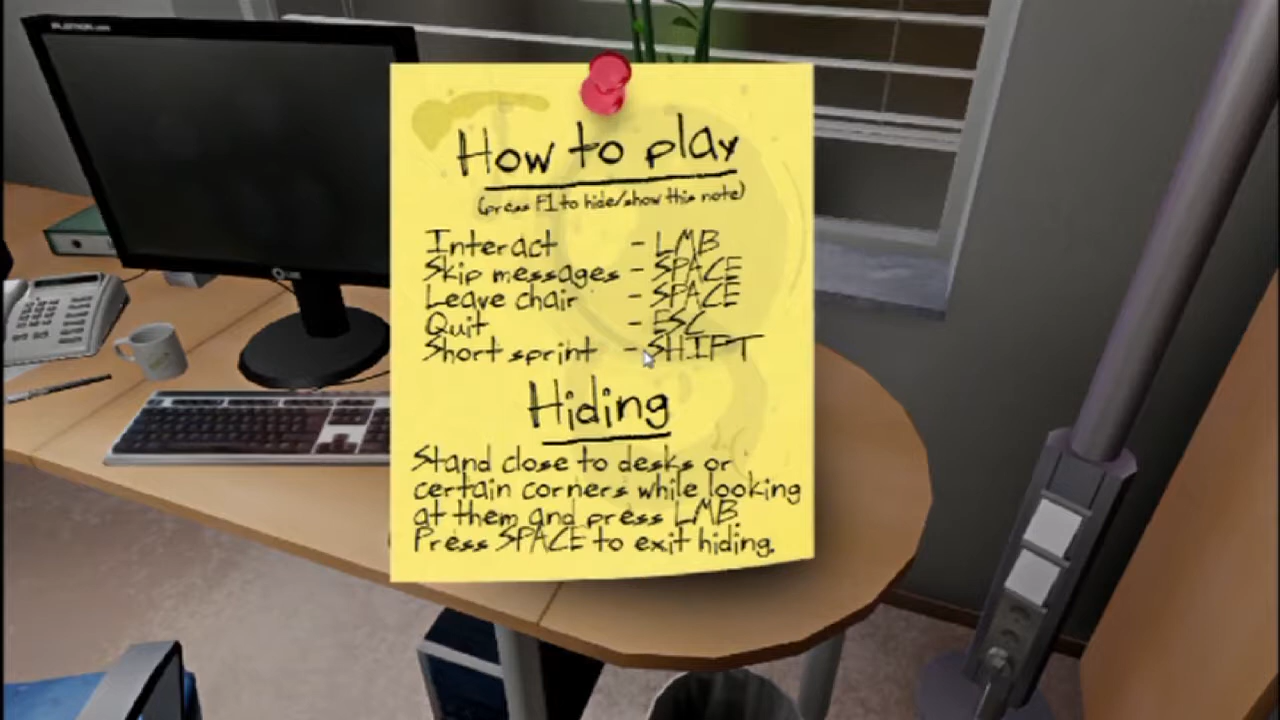 How to play
(press F1 to hide/show this note)
Interact - LMB
Skip messages - SPACE
Leave chair - SPACE
Quit - ESC
Short sprint - SHIFT
Hiding
Stand close to desks or
certain corners while looking
at them and press LMB
Press SPACE to exit hiding.